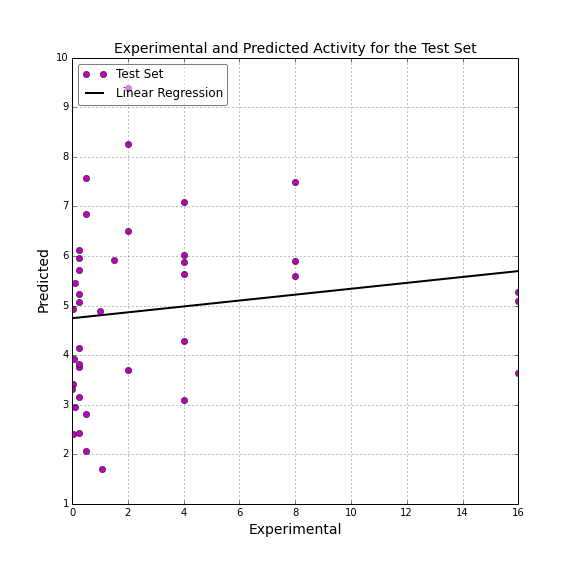 Experimental and Predicted Activity for the Test Set
10
Test Set
Linear Regression
9
8
7
6
5
4
3
2
1
Predicted
0 2 4 6 8 10 12 14 16
Experimental